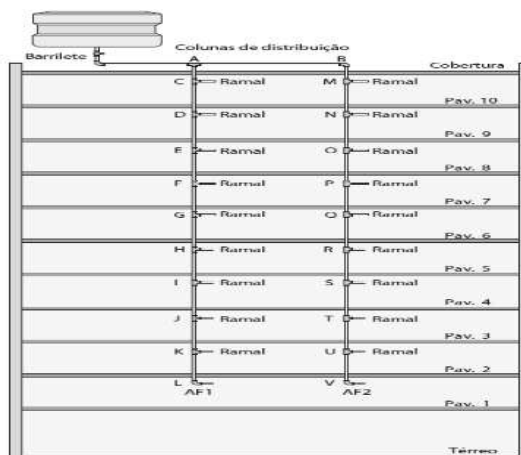 Colunas de distribuição
Barrilete
A B Cobertura
C Ramal M Ramal
Pav. 10
D Ramal N Ramal
Pav. 9
E Ramal O Ramal
Pav. 8
F Ramal P Ramal
Pav. 7
G Ramal Q Ramal
Pav. 6
H Ramal R Ramal
Pav. 5
I Ramal S Ramal
Pav. 4
J Ramal T Ramal
Pav. 3
K Ramal U Ramal
Pav. 2
L V
AF1 AF2
Pav. 1
Térreo